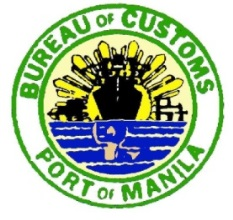 BUREAU OF CUSTOMS
PORT OF MANILA